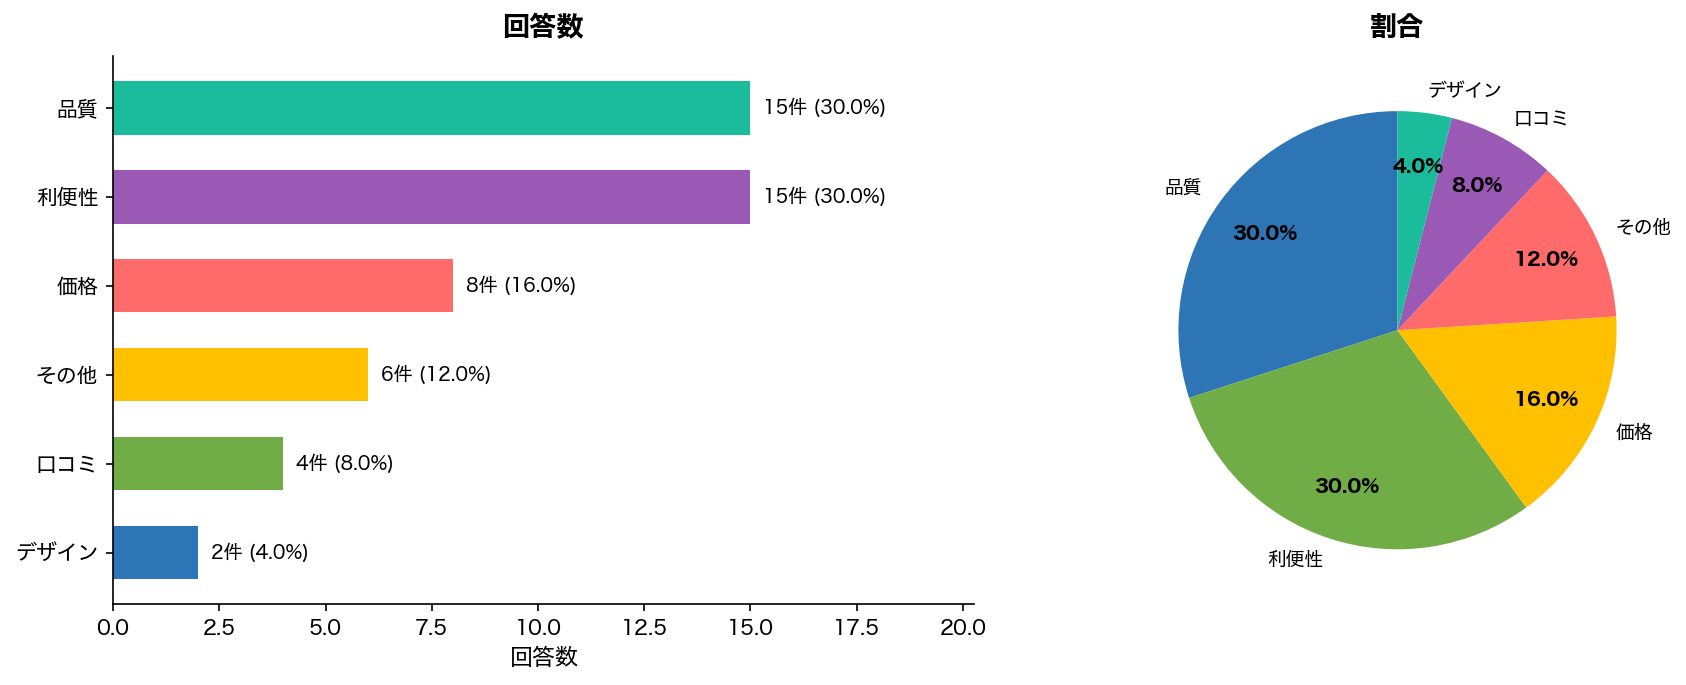 回答数
品質
15件 (30.0%)
利便性
15件 (30.0%)
価格
8件 (16.0%)
その他
6件 (12.0%)
口コミ
4件 (8.0%)
デザイン
2件 (4.0%)
0.0 2.5 5.0 7.5 10.0 12.5 15.0 17.5 20.0
回答数
割合
デザイン
4.0%
口コミ
8.0%
その他
12.0%
価格
16.0%
利便性
30.0%
品質
30.0%